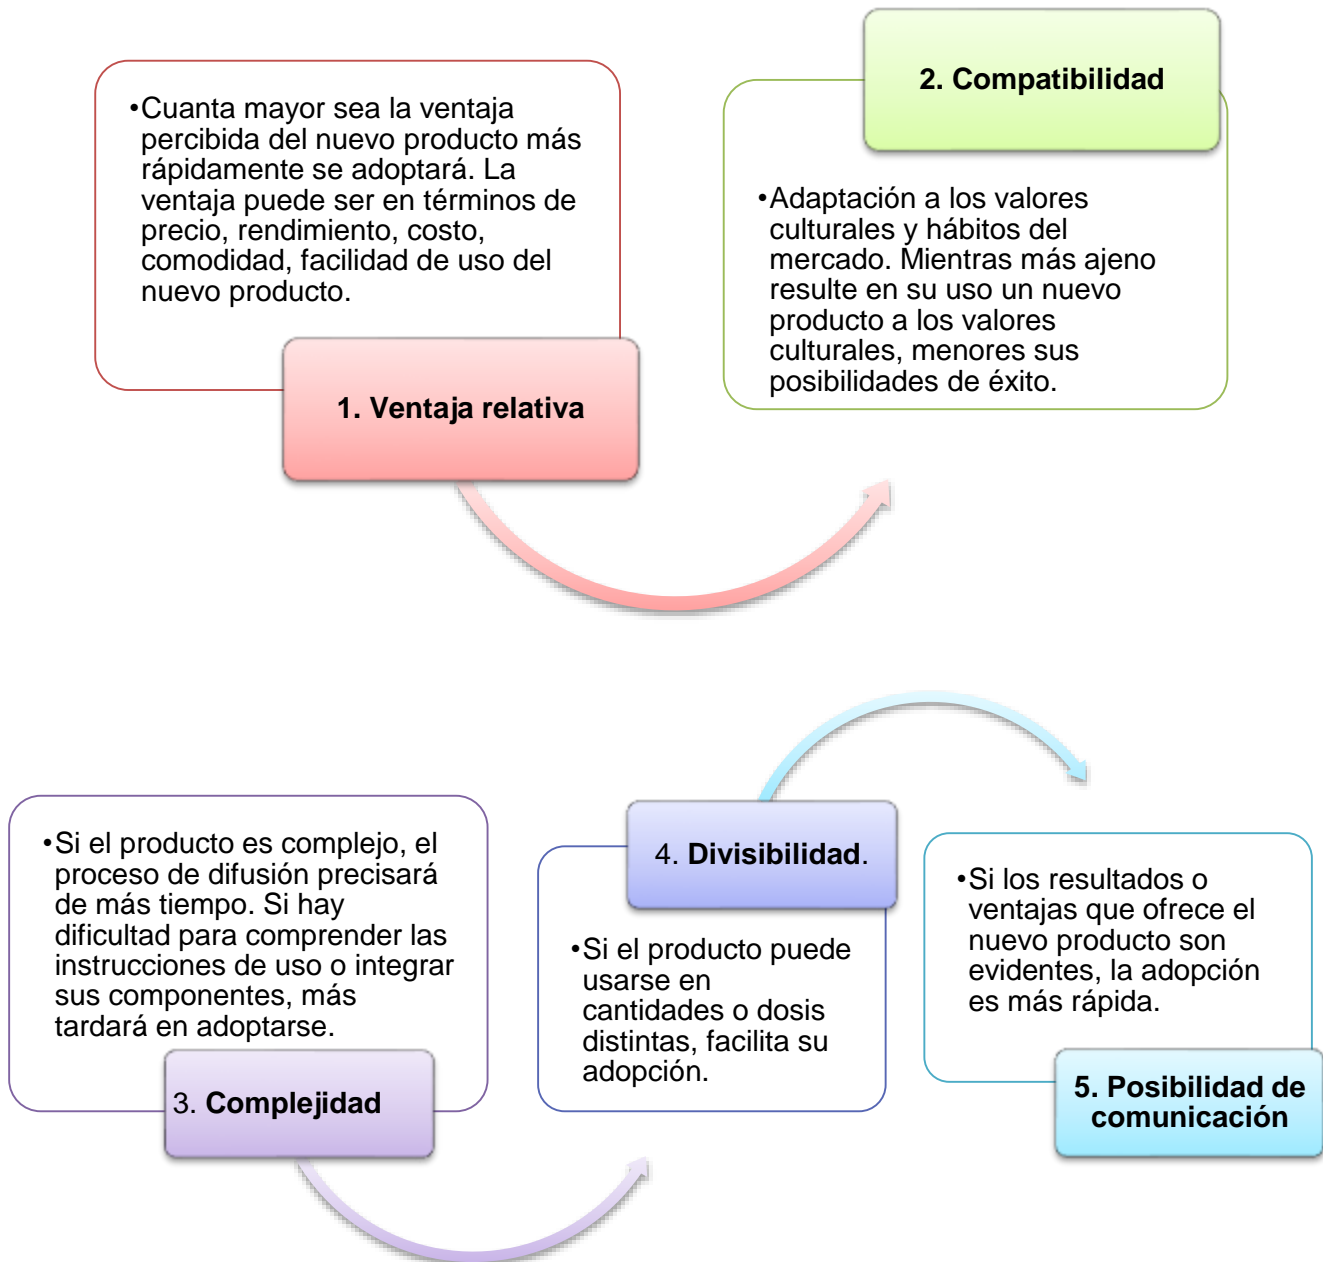 •Cuanta mayor sea la ventaja
percibida del nuevo producto más
rápidamente se adoptará. La
ventaja puede ser en términos de
precio, rendimiento, costo,
comodidad, facilidad de uso del
nuevo producto.
1. Ventaja relativa
2. Compatibilidad
•Adaptación a los valores
culturales y hábitos del
mercado. Mientras más ajeno
resulte en su uso un nuevo
producto a los valores
culturales, menores sus
posibilidades de éxito.
•Si el producto es complejo, el
proceso de difusión precisará
de más tiempo. Si hay
dificultad para comprender las
instrucciones de uso o integrar
sus componentes, más
tardará en adoptarse.
3. Complejidad
4. Divisibilidad.
•Si el producto puede
usarse en
cantidades o dosis
distintas, facilita su
adopción.
•Si los resultados o
ventajas que ofrece el
nuevo producto son
evidentes, la adopción
es más rápida.
5. Posibilidad de
comunicación